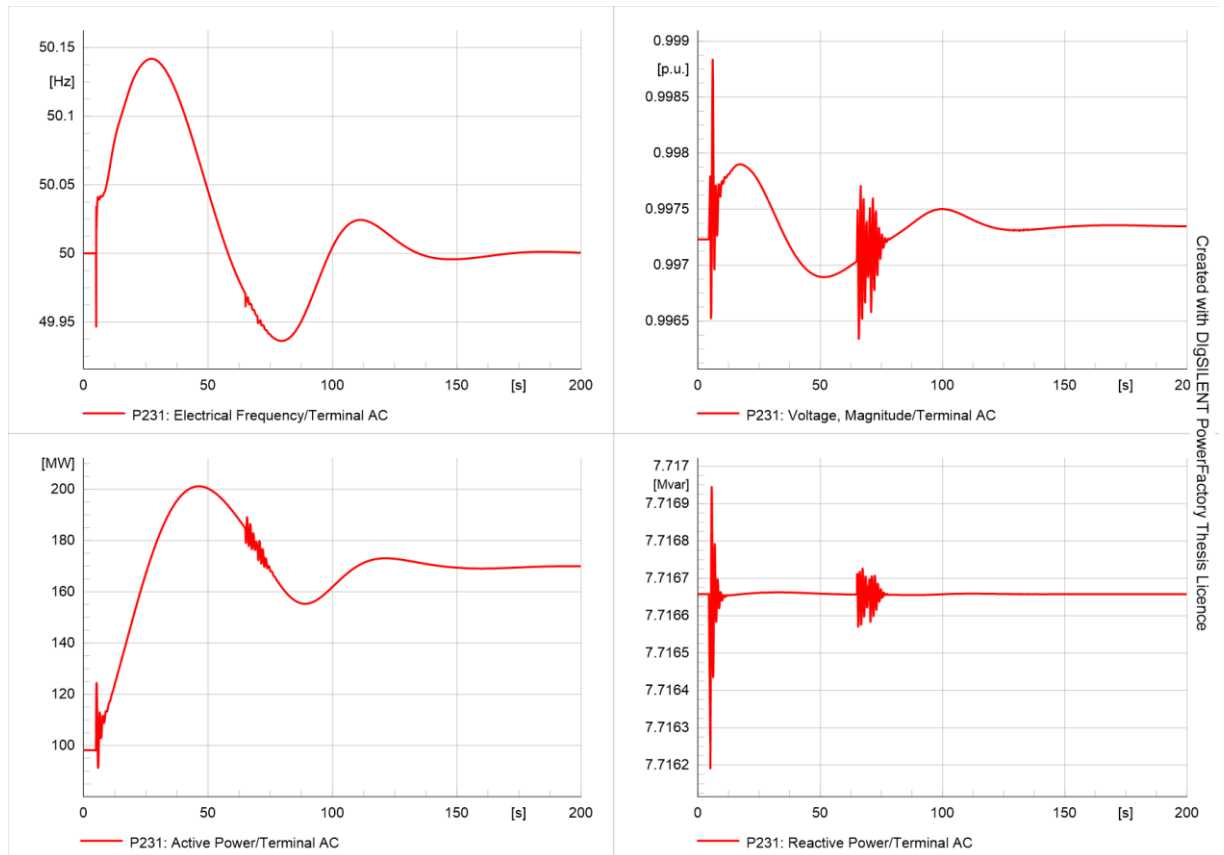 50.15
[Hz]
50.1
50.05
50
49.95
0 50 100 150 [s] 200
P231: Electrical Frequency/Terminal AC
0.999
[p.u.]
0.9985
0.998
0.9975
0.997
0.9965
0 50 100 150 [s] 200
P231: Voltage, Magnitude/Terminal AC
[MW]
200
180
160
140
120
100
0 50 100 150 [s] 200
P231: Active Power/Terminal AC
7.717
[Mvar]
7.7169
7.7168
7.7167
7.7166
7.7165
7.7164
7.7163
7.7162
0 50 100 150 [s] 200
P231: Reactive Power/Terminal AC
Created with DIgSILENT PowerFactory Thesis Licence